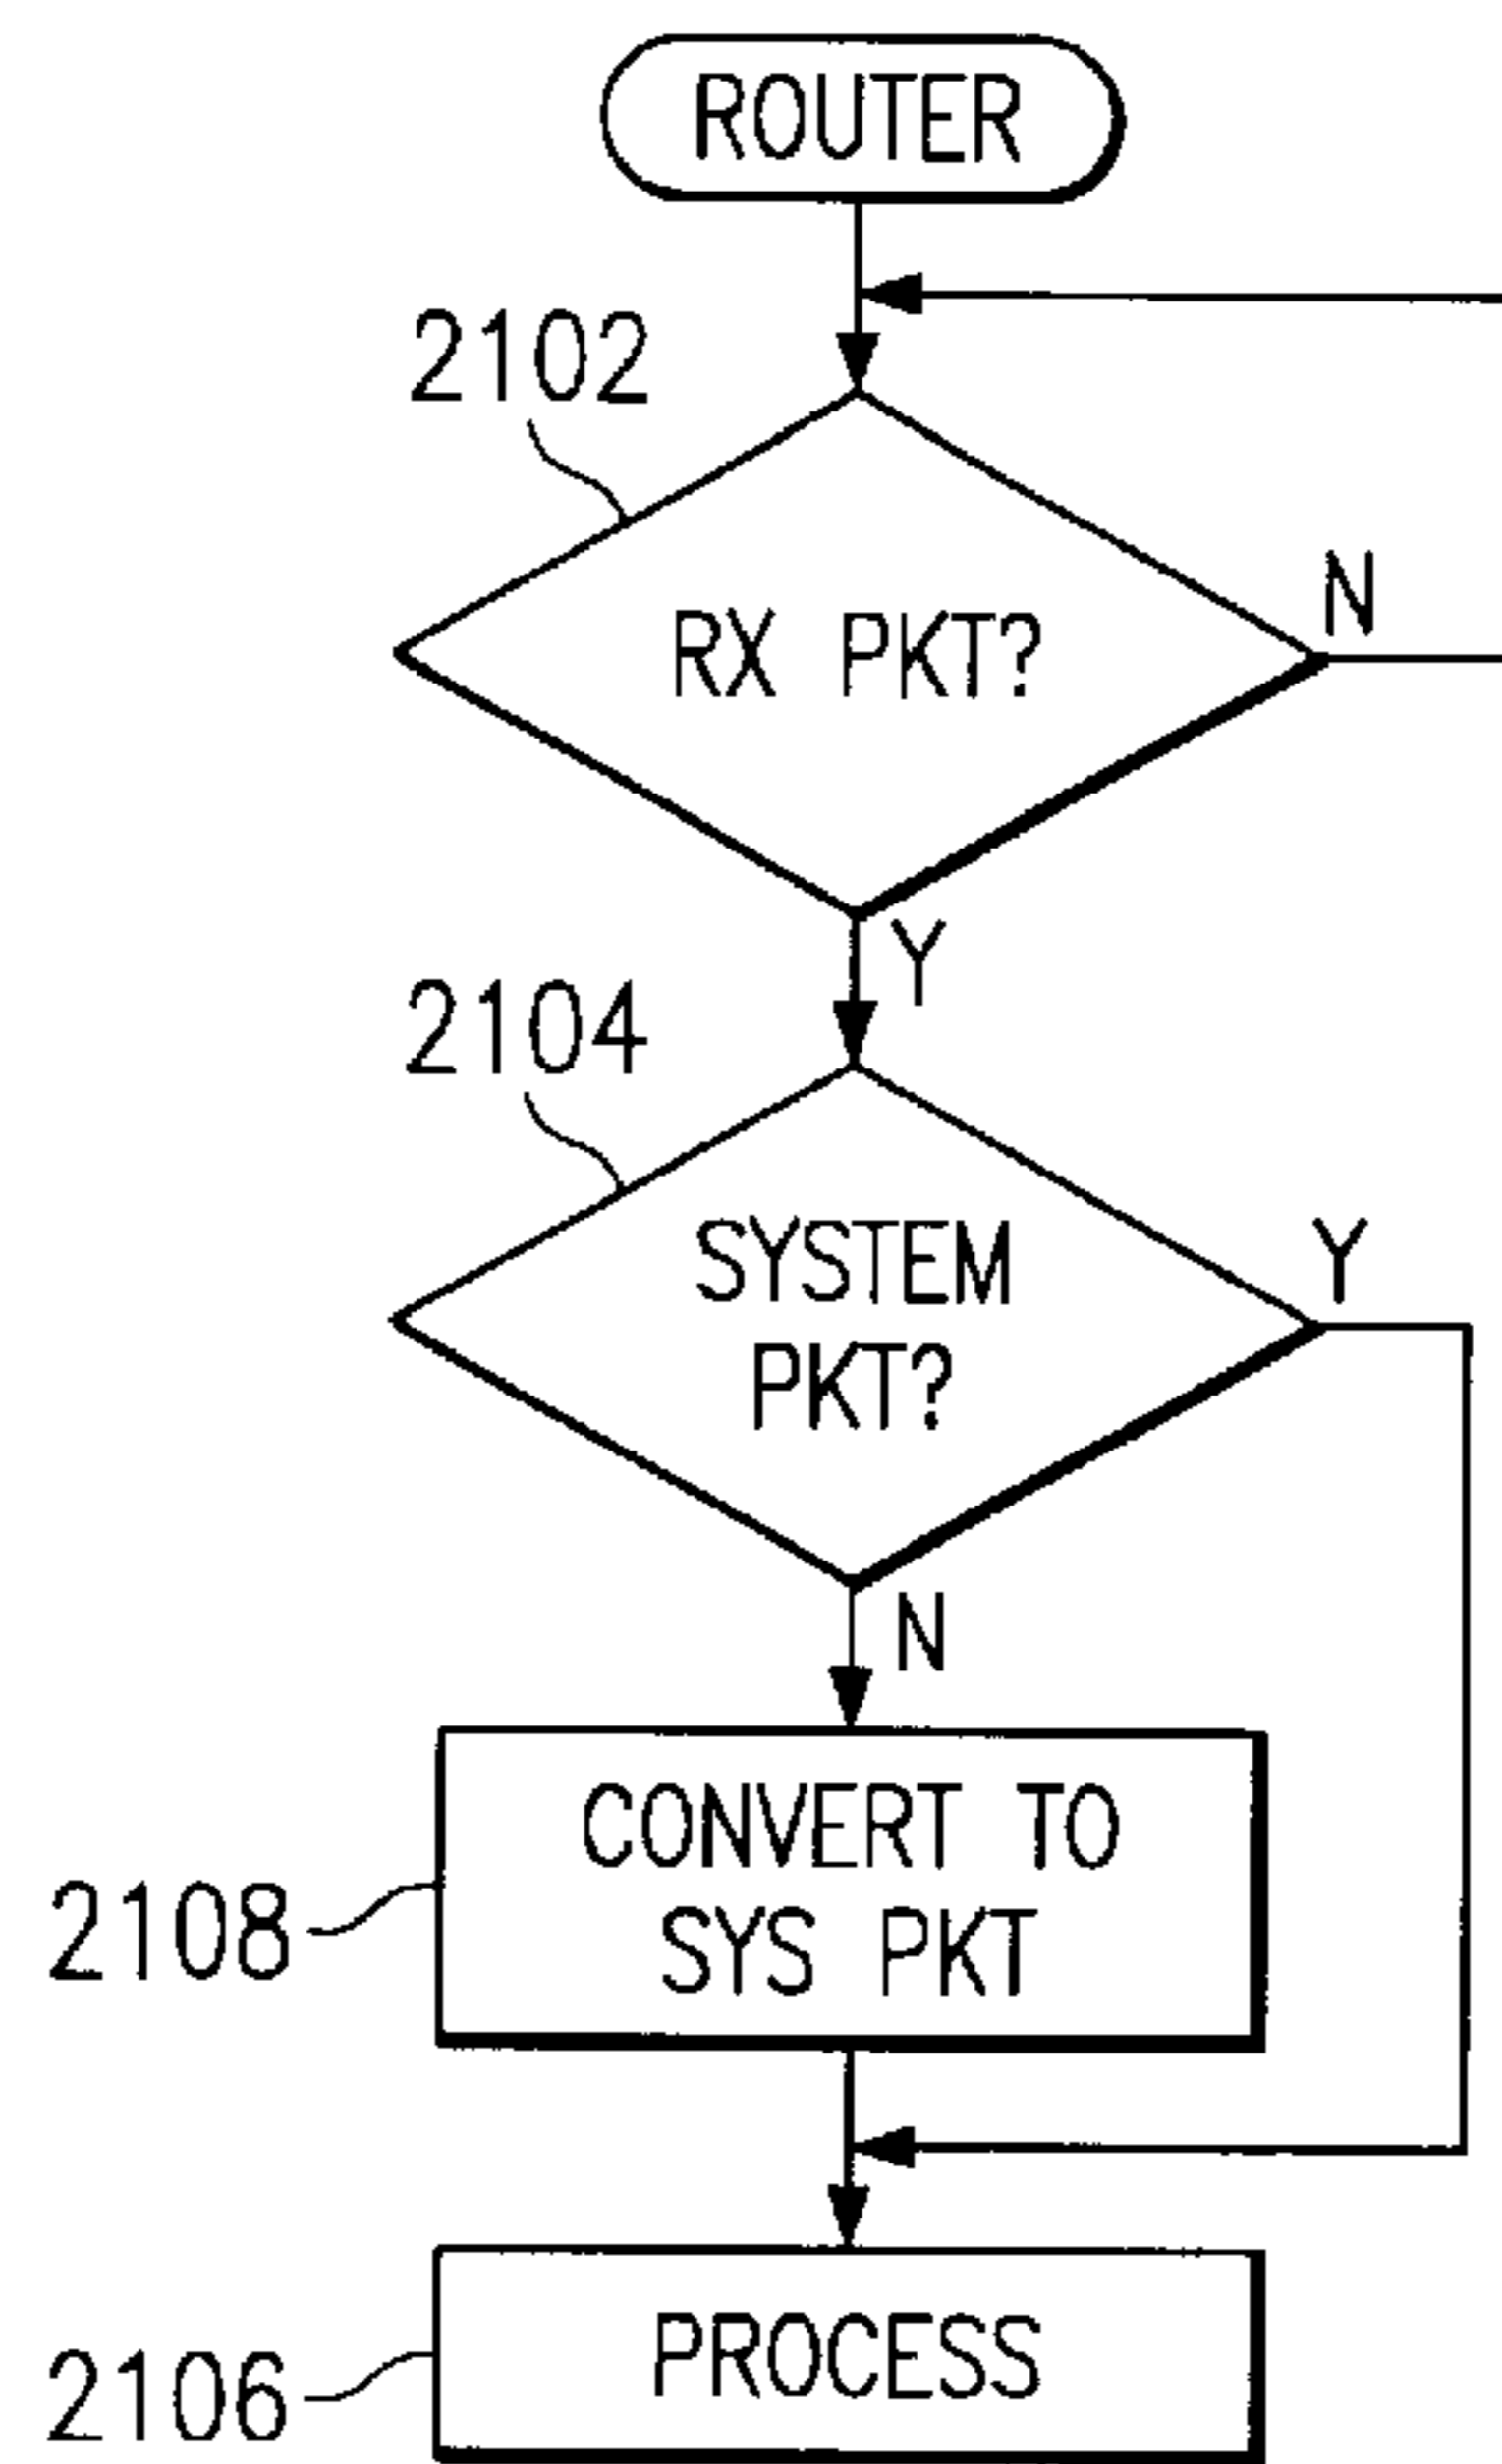 ROUTER
2102
RX PKT?
N
Y
2104
SYSTEM
PKT?
Y
N
CONVERT TO
SYS PKT
2108
PROCESS
2106